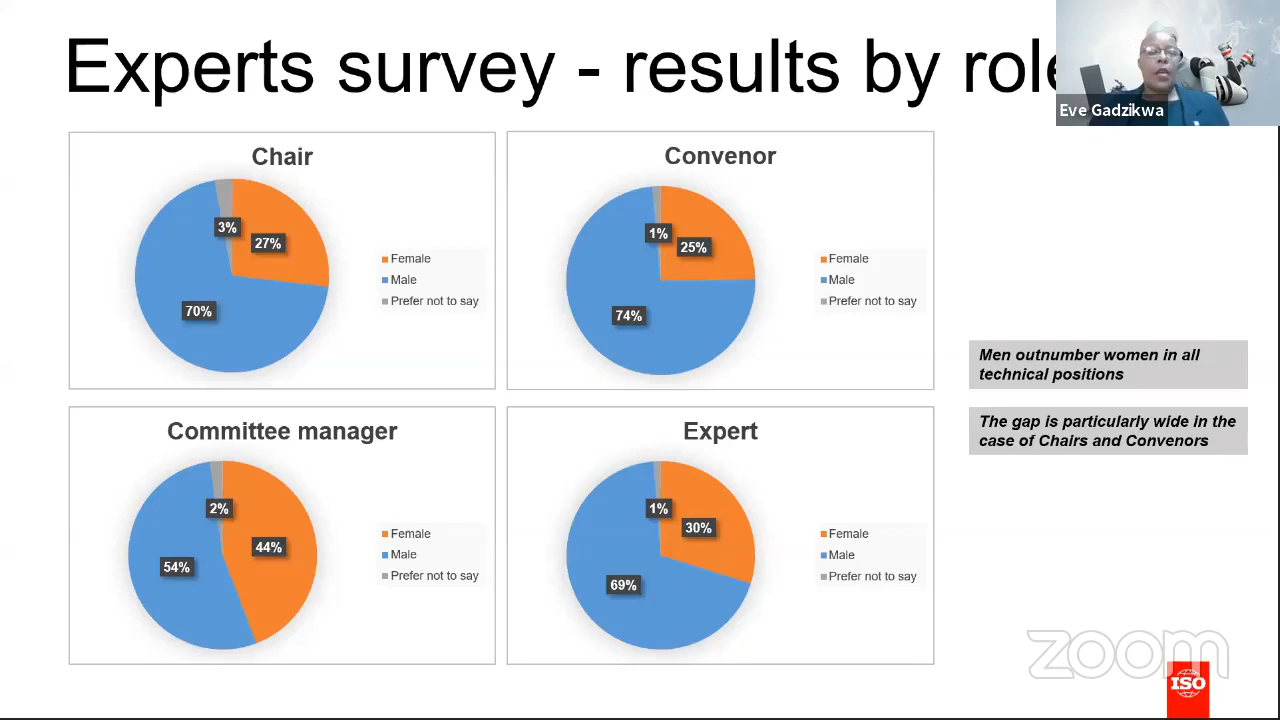 Experts survey - results by role
Eve Gadzikwa
Chair
3%
27%
70%
Female
Male
Prefer not to say
Convenor
1%
25%
74%
Female
Male
Prefer not to say
Men outnumber women in all
technical positions
The gap is particularly wide in the
case of Chairs and Convenors
Committee manager
2%
44%
54%
Female
Male
Prefer not to say
Expert
1%
30%
69%
Female
Male
Prefer not to say
zoom
ISO